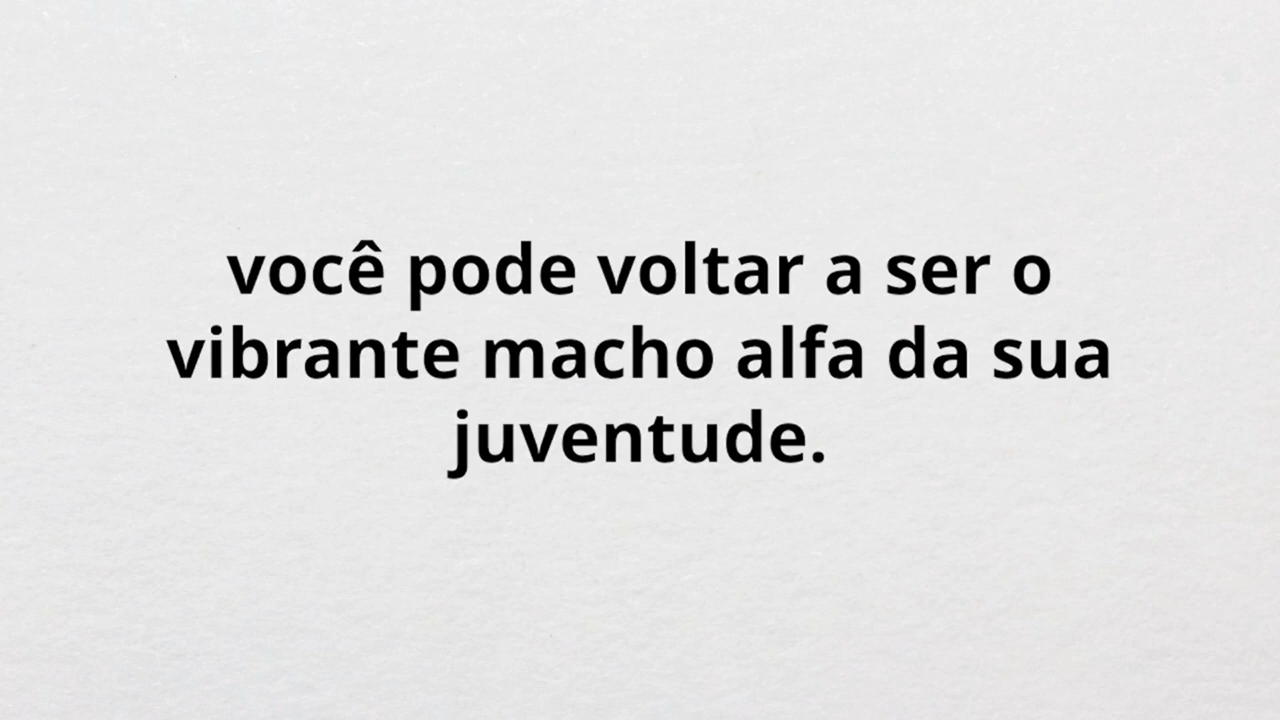 você pode voltar a ser o
vibrante macho alfa da sua
juventude.